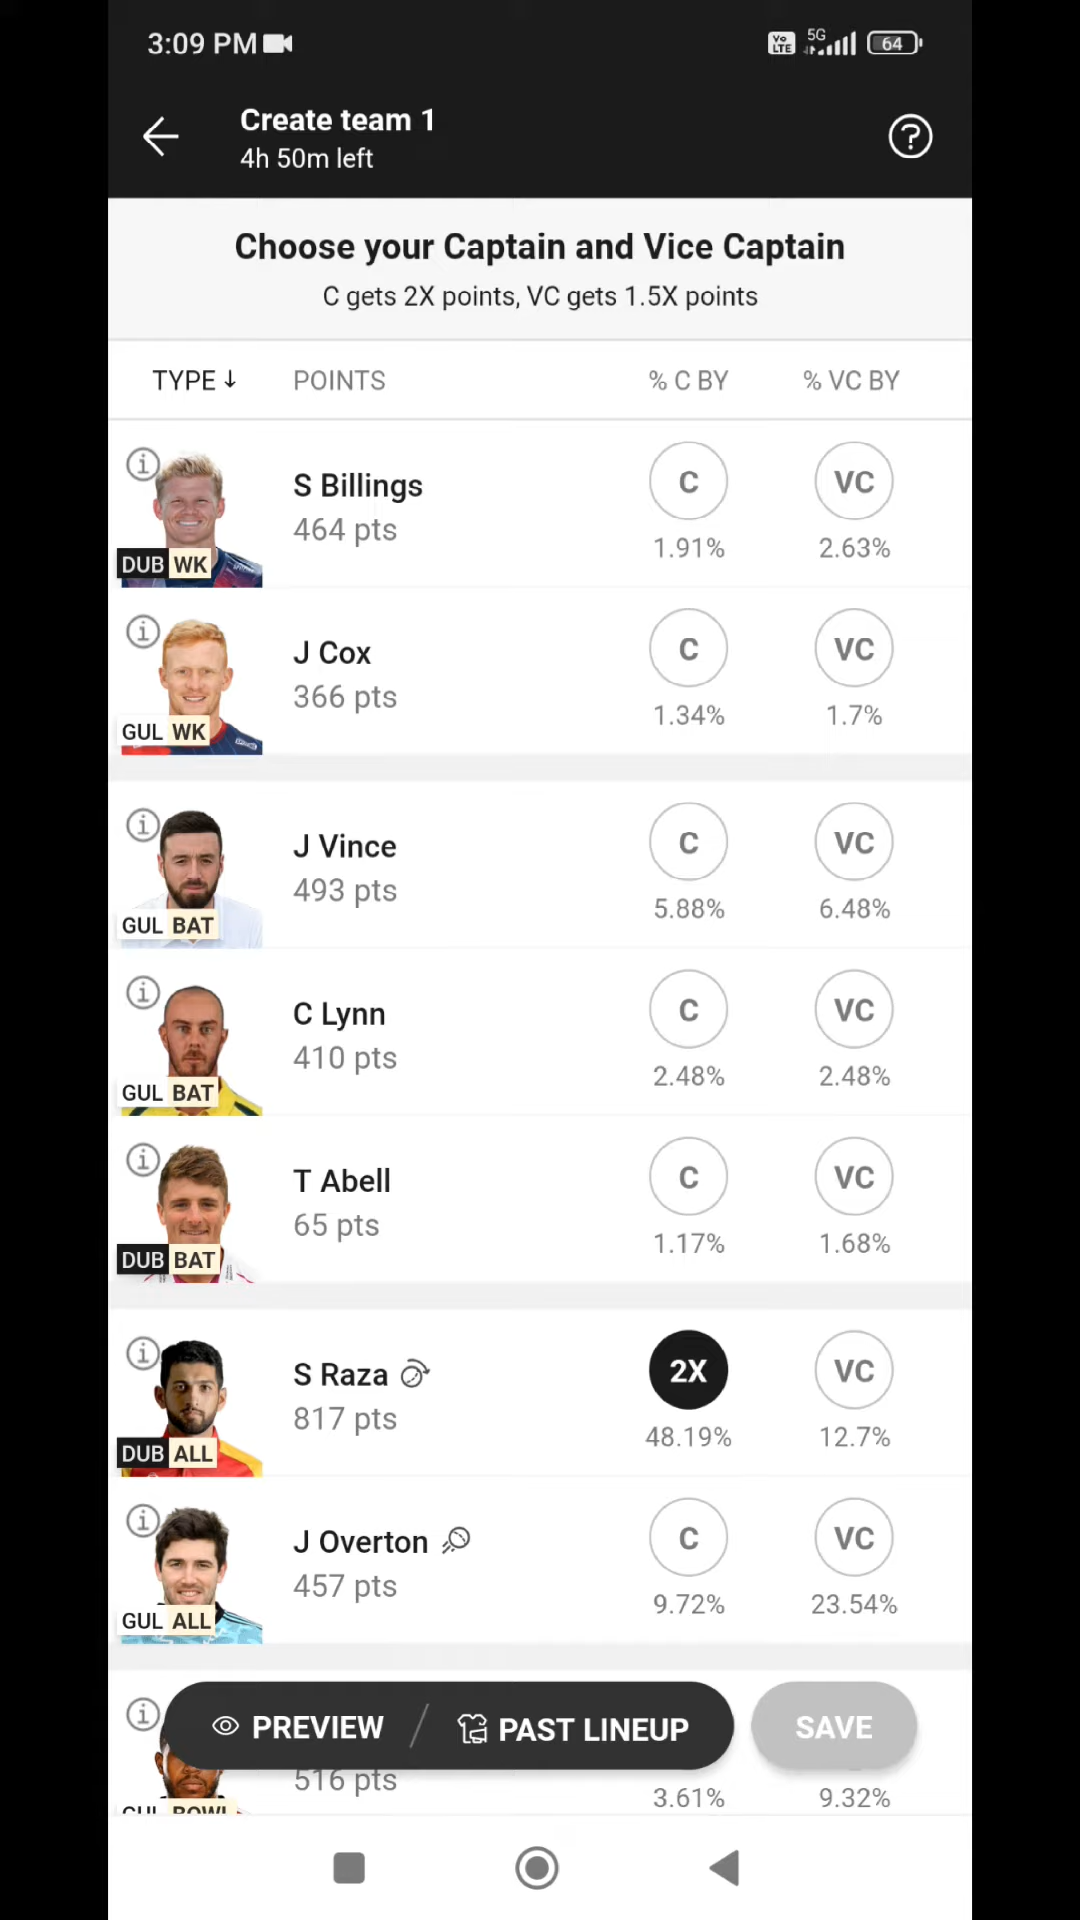 3:09 PM
Vo LTE 5G 64
Create team 1
4h 50m left
Choose your Captain and Vice Captain
C gets 2X points, VC gets 1.5X points
TYPE ↓ POINTS % C BY % VC BY
S Billings
464 pts
C VC
1.91% 2.63%
DUB WK
J Cox
366 pts
C VC
1.34% 1.7%
GUL WK
J Vince
493 pts
C VC
5.88% 6.48%
GUL BAT
C Lynn
410 pts
C VC
2.48% 2.48%
GUL BAT
T Abell
65 pts
C VC
1.17% 1.68%
DUB BAT
S Raza
817 pts
2X VC
48.19% 12.7%
DUB ALL
J Overton
457 pts
C VC
9.72% 23.54%
GUL ALL
PREVIEW / PAST LINEUP SAVE
516 pts
3.61% 9.32%
GUL BOWL